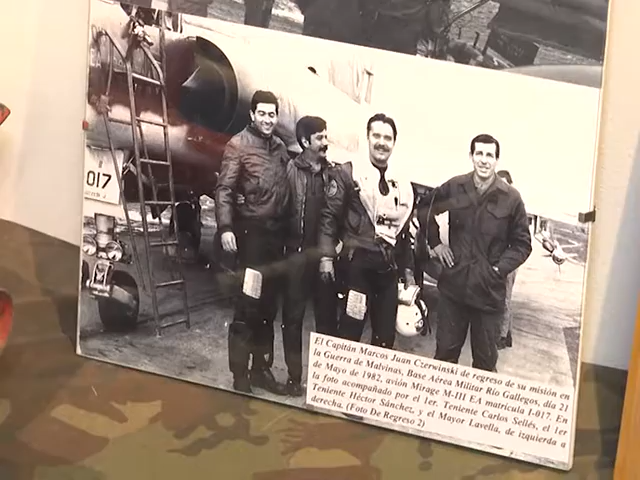 017
El Capitán Marcos Juan Czerwinski de regreso de su misión en
la Guerra de Malvinas, Base Aérea Militar Río Gallegos, día 21
de Mayo de 1982, avión Mirage M-III EA matrícula I-017. En
la foto acompañado por el 1er. Teniente Carlos Sellés, el 1er
Teniente Héctor Sánchez, y el Mayor Lavella, de izquierda a
derecha. (Foto De Regreso 2)